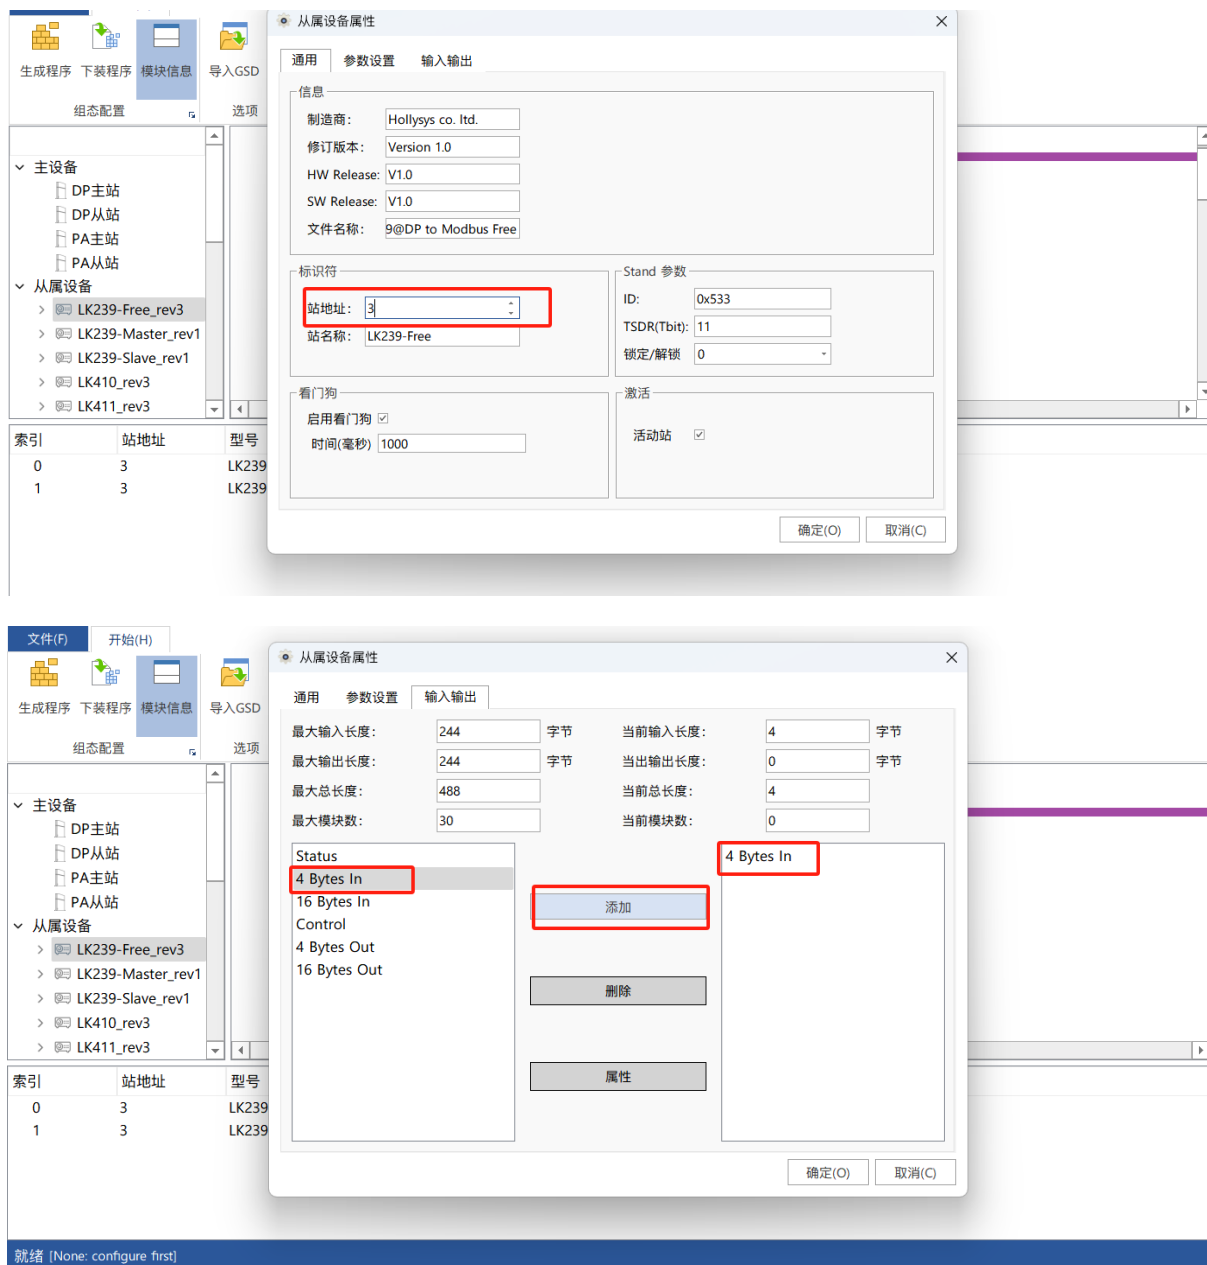 从属设备属性
生成程序 下装程序 模块信息 导入GSD
组态配置 选项
通用 参数设置 输入输出
信息
制造商: Hollysys co. ltd.
修订版本: Version 1.0
HW Release: V1.0
SW Release: V1.0
文件名称: 9@DP to Modbus Free
主设备
DP主站
DP从站
PA主站
PA从站
从属设备
LK239-Free_rev3
LK239-Master_rev1
LK239-Slave_rev1
LK410_rev3
LK411_rev3
标识符
站地址: 3
站名称: LK239-Free
Stand 参数
ID: 0x533
TSDR(Tbit): 11
锁定/解锁 0
看门狗
启用看门狗
时间(毫秒) 1000
激活
活动站
索引 站地址 型号
0 3 LK239
1 3 LK239
确定(O) 取消(C)
文件(F) 开始(H)
从属设备属性
生成程序 下装程序 模块信息 导入GSD
组态配置 选项
通用 参数设置 输入输出
最大输入长度: 244 字节 当前输入长度: 4 字节
最大输出长度: 244 字节 当出输出长度: 0 字节
最大总长度: 488 当前总长度: 4
最大模块数: 30 当前模块数: 0
主设备
DP主站
DP从站
PA主站
PA从站
从属设备
LK239-Free_rev3
LK239-Master_rev1
LK239-Slave_rev1
LK410_rev3
LK411_rev3
Status
4 Bytes In
16 Bytes In
Control
4 Bytes Out
16 Bytes Out
添加
删除
属性
4 Bytes In
索引 站地址 型号
0 3 LK239
1 3 LK239
确定(O) 取消(C)
就绪 [None: configure first]